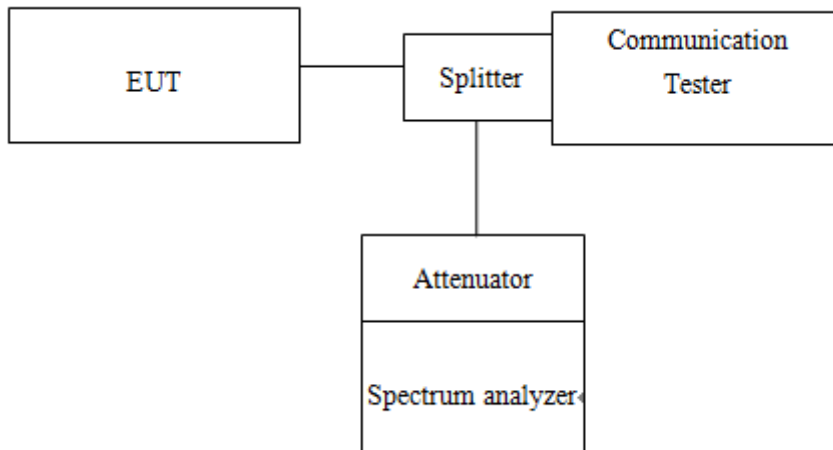 EUT
Splitter
Communication
Tester
Attenuator
Spectrum analyzer